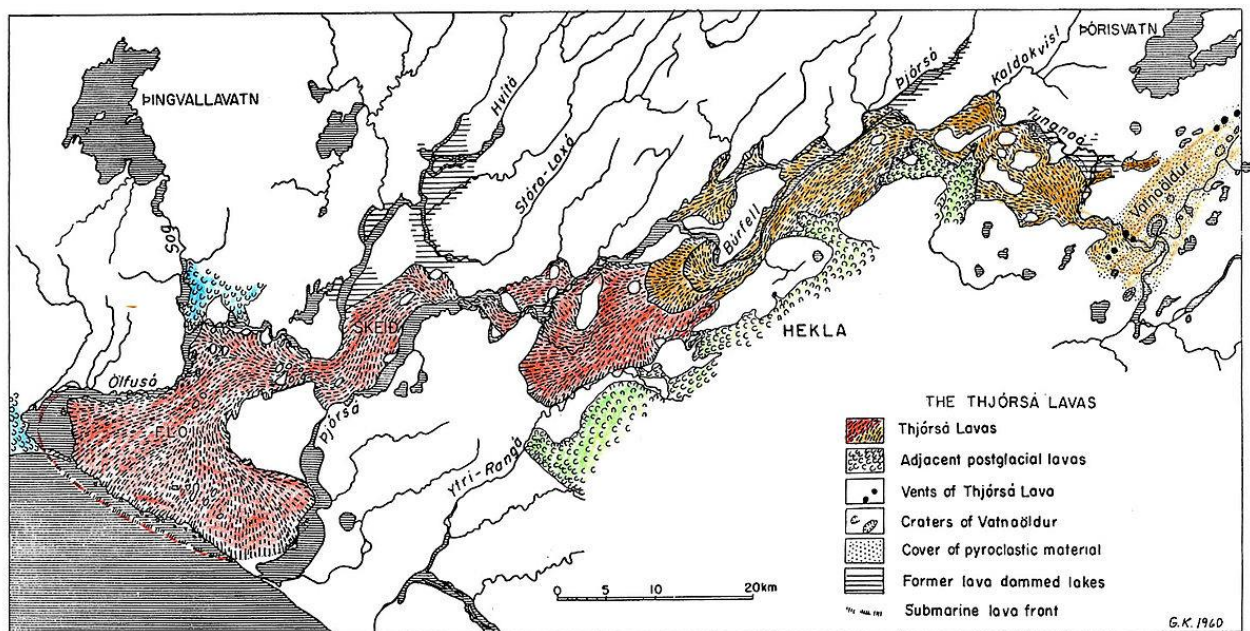 ÞINGVALLAVATN
ÞÓRISVATN
Hvítá
Stóra-Laxá
Þjórsá
Kaldakvísl
Tungnaá
Vatnaöldur
Búrfell
Sog
SKEIÐ
HEKLA
Ölfusá
FLÓI
Þjórsá
Ytri-Rangá
THE THJÓRSÁ LAVAS
Thjórsá Lavas
Adjacent postglacial lavas
Vents of Thjórsá Lava
Craters of Vatnaöldur
Cover of pyroclastic material
Former lava dammed lakes
Submarine lava front
0 10 20km
G.K. 1960